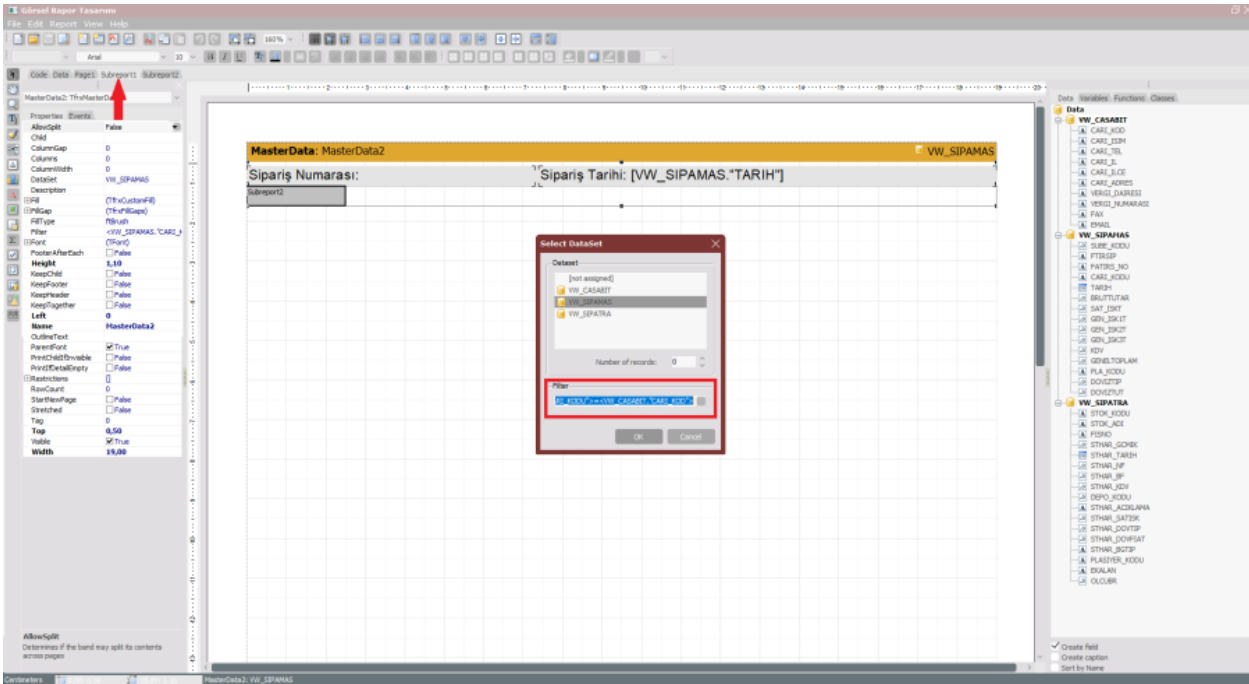 Görsel Rapor Tasarımı
File Edit Report View Help
160%
Arial
10
Code Data Page1 Subreport1 Subreport2
MasterData2: TfrxMasterData
Properties Events
AllowSplit False
Child
ColumnGap 0
Columns 0
ColumnWidth 0
DataSet VW_SIPAMAS
Description
Fill (TfrxCustomFill)
FillGap (TfrxFillGaps)
FillType ftBrush
Filter <VW_SIPAMAS."CARI_K
Font (TFont)
FooterAfterEach False
Height 1,10
KeepChild False
KeepFooter False
KeepHeader False
KeepTogether False
Left 0
Name MasterData2
OutlineText
ParentFont True
PrintChildIfInvisible False
PrintIfDetailEmpty False
Restrictions []
RowCount 0
StartNewPage False
Stretched False
Tag 0
Top 0,50
Visible True
Width 19,00
AllowSplit
Determines if the band may split its contents
across pages
Centimeters
MasterData2: VW_SIPAMAS
MasterData: MasterData2
VW_SIPAMAS
Sipariş Numarası:
Sipariş Tarihi: [VW_SIPAMAS."TARIH"]
Subreport2
Select DataSet
Dataset
[not assigned]
VW_CASABIT
VW_SIPAMAS
VW_SIPATRA
Number of records: 0
Filter
RI_KODU">=<VW_CASABIT."CARI_KOD">
OK Cancel
Data Variables Functions Classes
Data
VW_CASABIT
CARI_KOD
CARI_ISIM
CARI_TEL
CARI_IL
CARI_ILCE
CARI_ADRES
VERGI_DAIRESI
VERGI_NUMARASI
FAX
EMAIL
VW_SIPAMAS
SUBE_KODU
FTIRSIP
FATIRS_NO
CARI_KODU
TARIH
BRUTTUTAR
SAT_ISKT
GEN_ISK1T
GEN_ISK2T
GEN_ISK3T
KDV
GENELTOPLAM
PLA_KODU
DOVIZTIP
DOVIZTUT
VW_SIPATRA
STOK_KODU
STOK_ADI
FISNO
STHAR_GCMIK
STHAR_TARIH
STHAR_NF
STHAR_BF
STHAR_KDV
DEPO_KODU
STHAR_ACIKLAMA
STHAR_SATISK
STHAR_DOVTIP
STHAR_DOVFIAT
STHAR_BGTIP
PLASIYER_KODU
EKALAN
OLCUBR
Create field
Create caption
Sort by Name